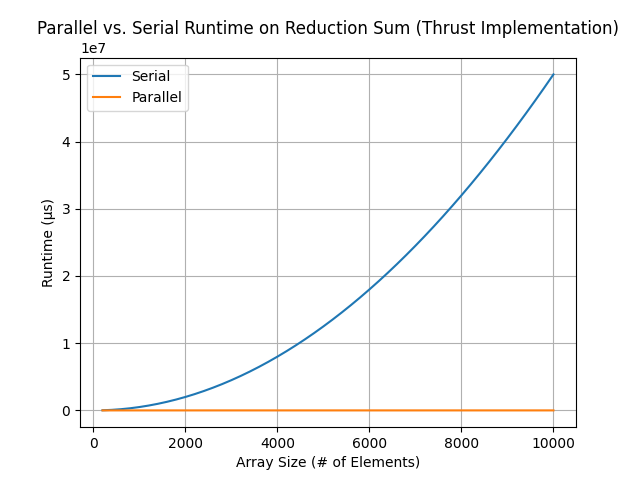 Parallel vs. Serial Runtime on Reduction Sum (Thrust Implementation)
1e7
Serial
Parallel
5
4
3
2
1
0
Runtime (μs)
0 2000 4000 6000 8000 10000
Array Size (# of Elements)